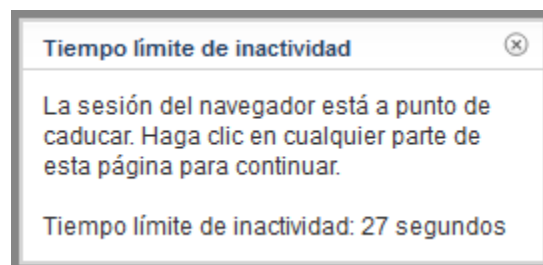 Tiempo límite de inactividad
La sesión del navegador está a punto de
caducar. Haga clic en cualquier parte de
esta página para continuar.
Tiempo límite de inactividad: 27 segundos